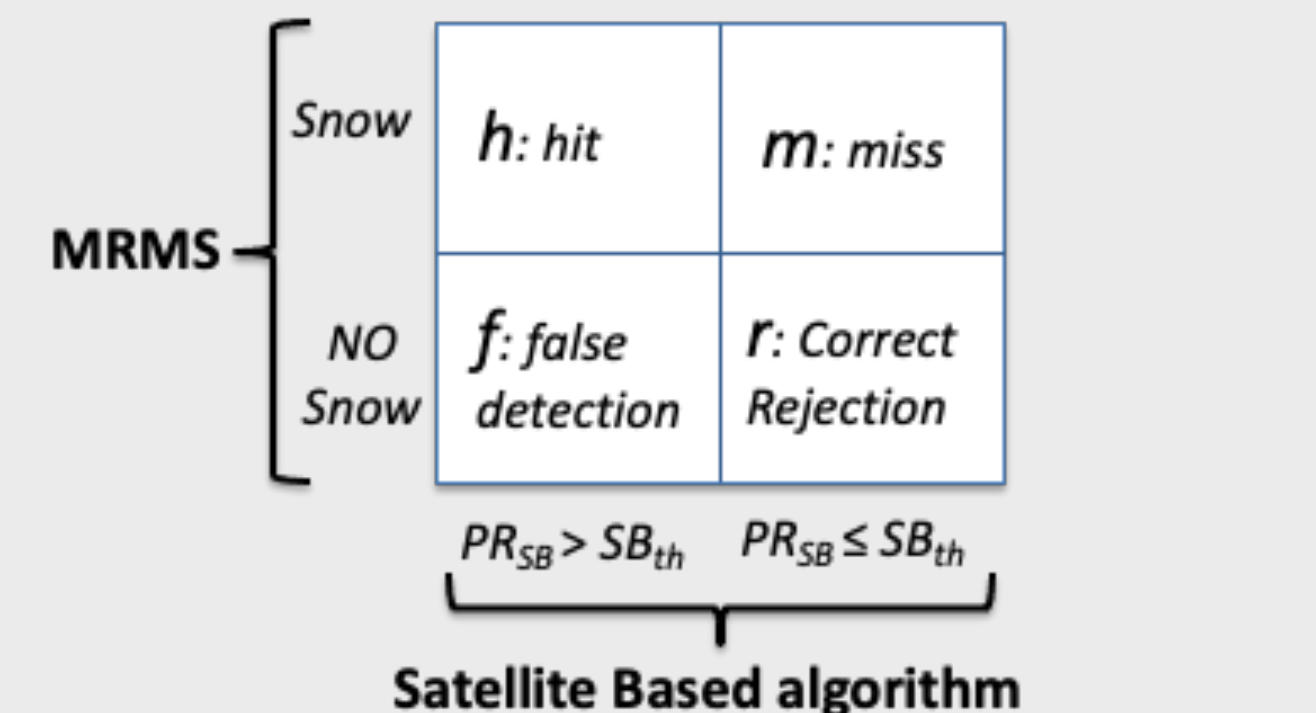 Snow
h: hit
m: miss
MRMS
NO
Snow
f: false
detection
r: Correct
Rejection
PRSB > SBth
PRSB ≤ SBth
Satellite Based algorithm